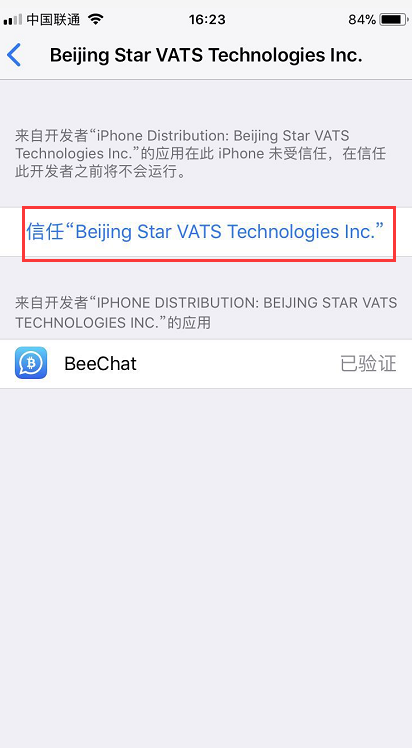 中国联通 16:23 84%
Beijing Star VATS Technologies Inc.
来自开发者“iPhone Distribution: Beijing Star VATS
Technologies Inc.”的应用在此 iPhone 未受信任，在信任
此开发者之前将不会运行。
信任“Beijing Star VATS Technologies Inc.”
来自开发者“IPHONE DISTRIBUTION: BEIJING STAR VATS
TECHNOLOGIES INC.”的应用
BeeChat 已验证